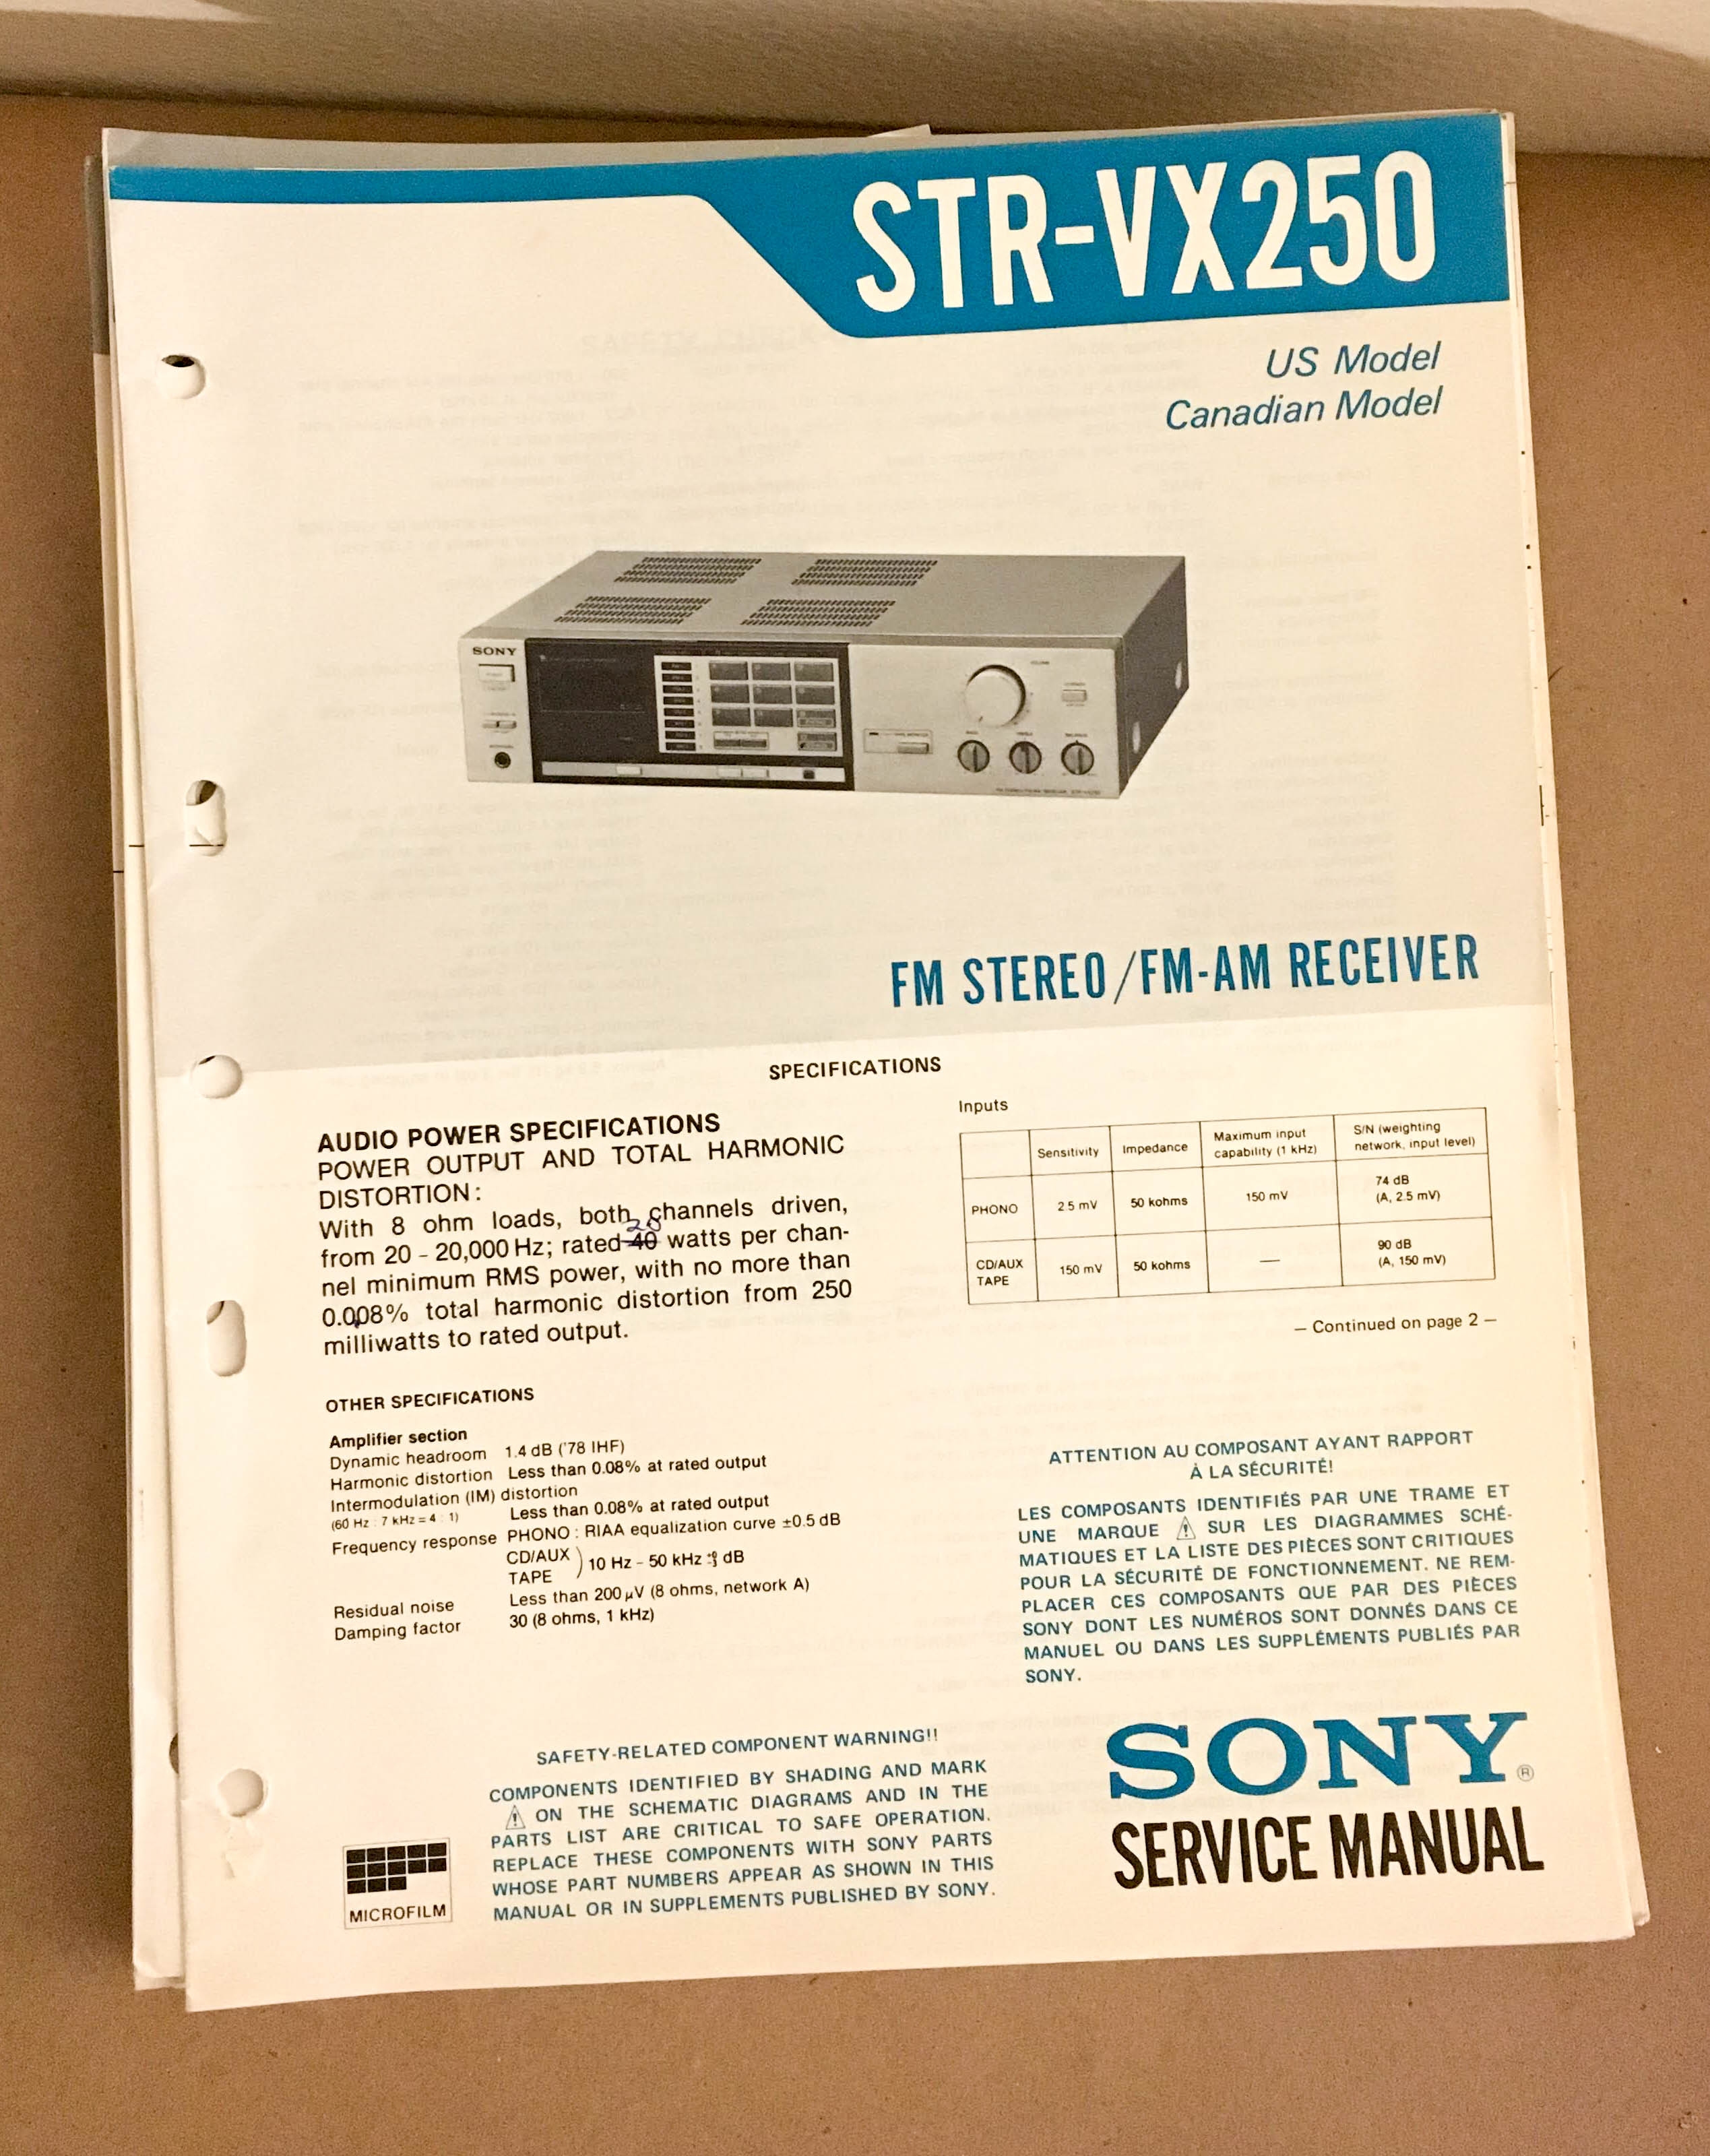 STR-VX250
US Model
Canadian Model
SONY
FM STEREO/FM-AM RECEIVER
SPECIFICATIONS
AUDIO POWER SPECIFICATIONS
POWER OUTPUT AND TOTAL HARMONIC
DISTORTION:
With 8 ohm loads, both channels driven,
from 20 – 20,000 Hz; rated 40 watts per chan-
nel minimum RMS power, with no more than
0.008% total harmonic distortion from 250
milliwatts to rated output.
OTHER SPECIFICATIONS
Amplifier section
Dynamic headroom 1.4 dB ('78 IHF)
Harmonic distortion Less than 0.08% at rated output
Intermodulation (IM) distortion
(60 Hz : 7 kHz = 4 : 1) Less than 0.08% at rated output
Frequency response PHONO : RIAA equalization curve ±0.5 dB
CD/AUX
TAPE ) 10 Hz – 50 kHz dB
Residual noise Less than 200 μV (8 ohms, network A)
Damping factor 30 (8 ohms, 1 kHz)
Inputs
Sensitivity Impedance Maximum input capability (1 kHz) S/N (weighting network, input level)
PHONO 2.5 mV 50 kohms 150 mV 74 dB (A, 2.5 mV)
CD/AUX TAPE 150 mV 50 kohms — 90 dB (A, 150 mV)
— Continued on page 2 —
ATTENTION AU COMPOSANT AYANT RAPPORT
À LA SÉCURITÉ!
LES COMPOSANTS IDENTIFIÉS PAR UNE TRAME ET
UNE MARQUE ⚠ SUR LES DIAGRAMMES SCHÉ-
MATIQUES ET LA LISTE DES PIÈCES SONT CRITIQUES
POUR LA SÉCURITÉ DE FONCTIONNEMENT. NE REM-
PLACER CES COMPOSANTS QUE PAR DES PIÈCES
SONY DONT LES NUMÉROS SONT DONNÉS DANS CE
MANUEL OU DANS LES SUPPLÉMENTS PUBLIÉS PAR
SONY.
SAFETY-RELATED COMPONENT WARNING!!
COMPONENTS IDENTIFIED BY SHADING AND MARK
⚠ ON THE SCHEMATIC DIAGRAMS AND IN THE
PARTS LIST ARE CRITICAL TO SAFE OPERATION.
REPLACE THESE COMPONENTS WITH SONY PARTS
WHOSE PART NUMBERS APPEAR AS SHOWN IN THIS
MANUAL OR IN SUPPLEMENTS PUBLISHED BY SONY.
MICROFILM
SONY®
SERVICE MANUAL